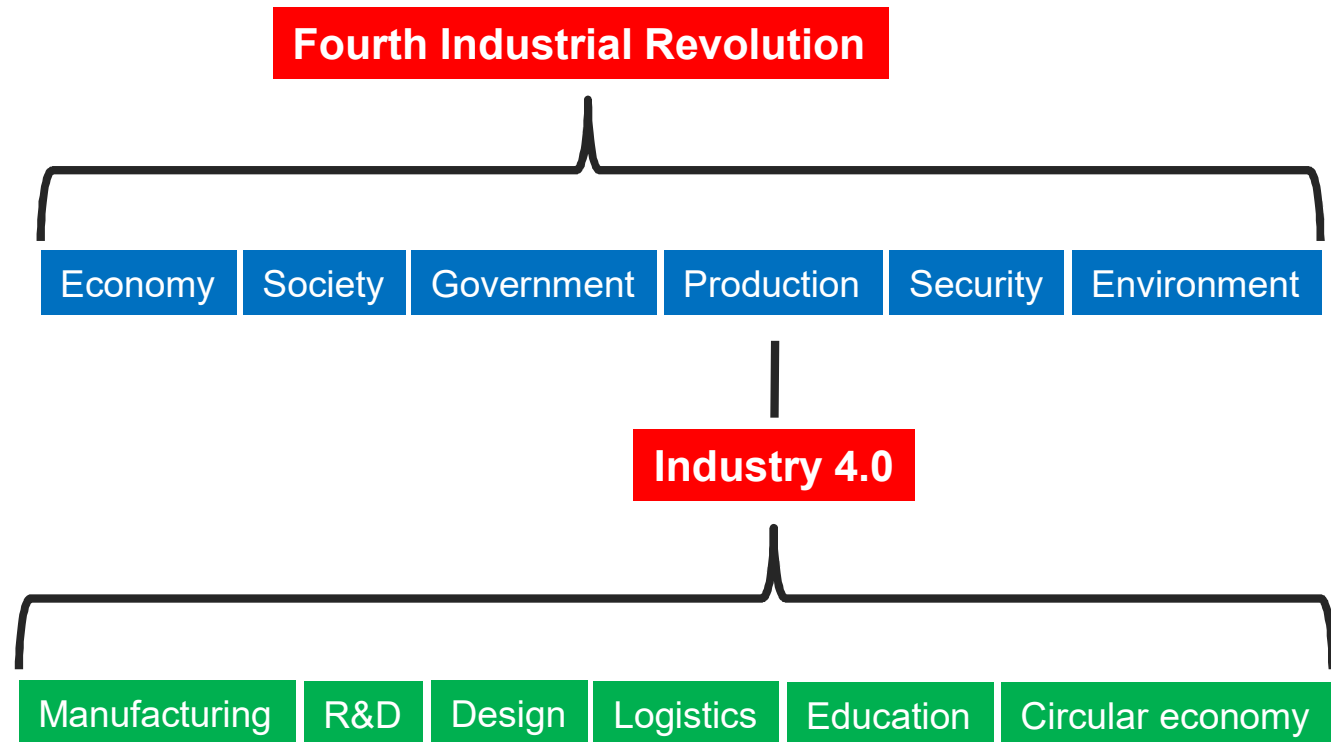 Fourth Industrial Revolution
Economy Society Government Production Security Environment
Industry 4.0
Manufacturing R&D Design Logistics Education Circular economy